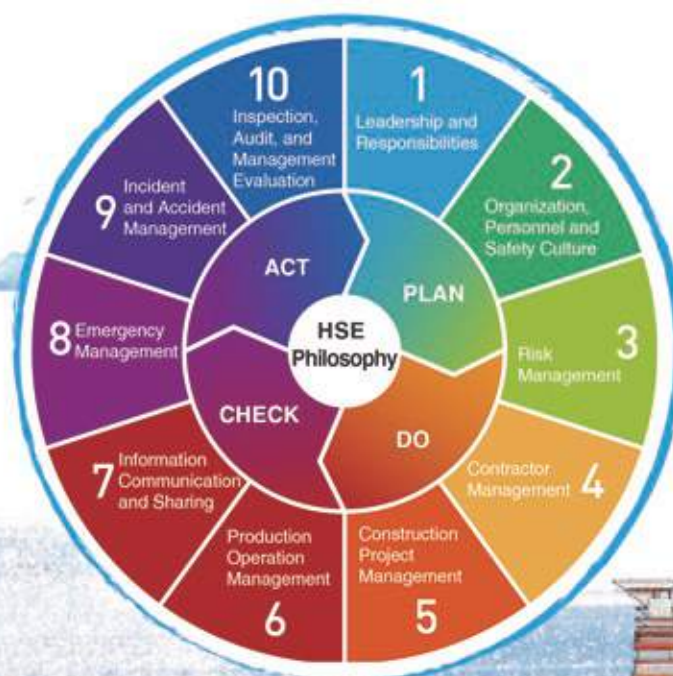 1
Leadership and
Responsibilities
2
Organization,
Personnel and
Safety Culture
3
Risk
Management
4
Contractor
Management
5
Construction
Project
Management
6
Production
Operation
Management
7
Information
Communication
and Sharing
8
Emergency
Management
9
Incident
and Accident
Management
10
Inspection,
Audit, and
Management
Evaluation
PLAN
DO
CHECK
ACT
HSE
Philosophy